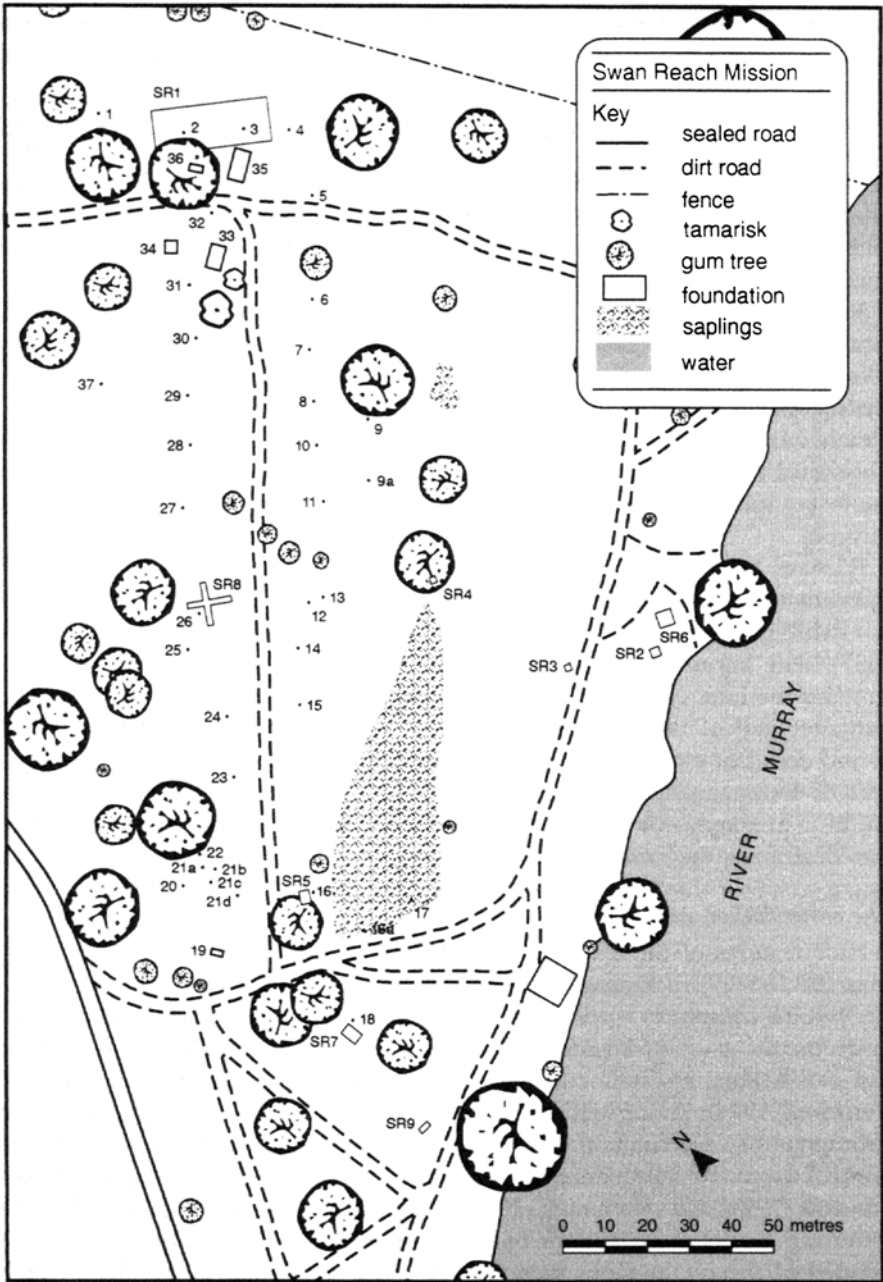 Swan Reach Mission
Key
sealed road
dirt road
fence
tamarisk
gum tree
foundation
saplings
water
SR1
1
2
3
4
36
35
5
32
33
34
31
6
30
7
37
29
8
9
28
10
9a
27
11
SR8
13
SR4
26
12
SR6
25
14
SR3
SR2
24
15
MURRAY
RIVER
23
22
21a
21b
20
21c
21d
SR5
16
17
16a
19
18
SR7
SR9
N
0 10 20 30 40 50 metres